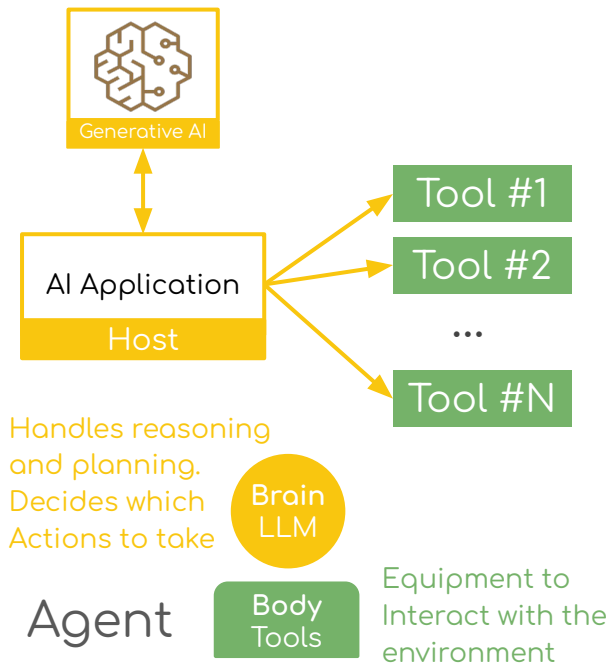 Generative AI
AI Application
Host
Tool #1
Tool #2
...
Tool #N
Handles reasoning
and planning.
Decides which
Actions to take
Brain
LLM
Agent
Body
Tools
Equipment to
Interact with the
environment